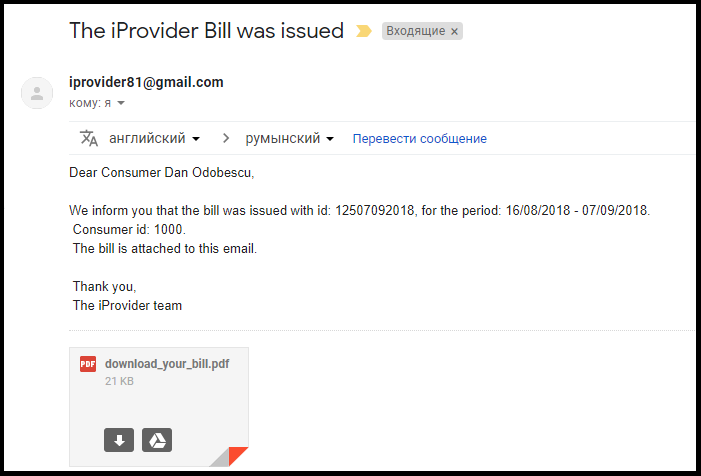 The iProvider Bill was issued Входящие ×
iprovider81@gmail.com
кому: я
английский > румынский Перевести сообщение
Dear Consumer Dan Odobescu,
We inform you that the bill was issued with id: 12507092018, for the period: 16/08/2018 - 07/09/2018.
Consumer id: 1000.
The bill is attached to this email.
Thank you,
The iProvider team
PDF download_your_bill.pdf
21 KB